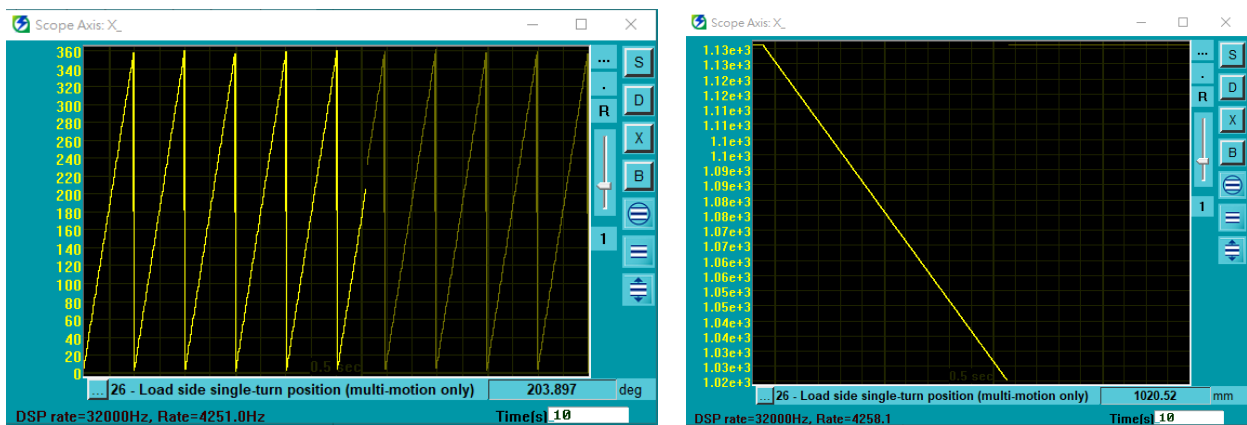 Scope Axis: X_
360
340
320
300
280
260
240
220
200
180
160
140
120
100
80
60
40
20
0
0.5 sec
...
.
R
1
S
D
X
B
... 26 - Load side single-turn position (multi-motion only) 203.897 deg
DSP rate=32000Hz, Rate=4251.0Hz Time(s) 10
Scope Axis: X_
1.13e+3
1.13e+3
1.12e+3
1.12e+3
1.11e+3
1.11e+3
1.1e+3
1.1e+3
1.09e+3
1.09e+3
1.08e+3
1.08e+3
1.07e+3
1.07e+3
1.06e+3
1.06e+3
1.05e+3
1.05e+3
1.04e+3
1.04e+3
1.03e+3
1.03e+3
1.02e+3
0.5 sec
...
.
R
1
S
D
X
B
... 26 - Load side single-turn position (multi-motion only) 1020.52 mm
DSP rate=32000Hz, Rate=4258.1 Time(s) 10